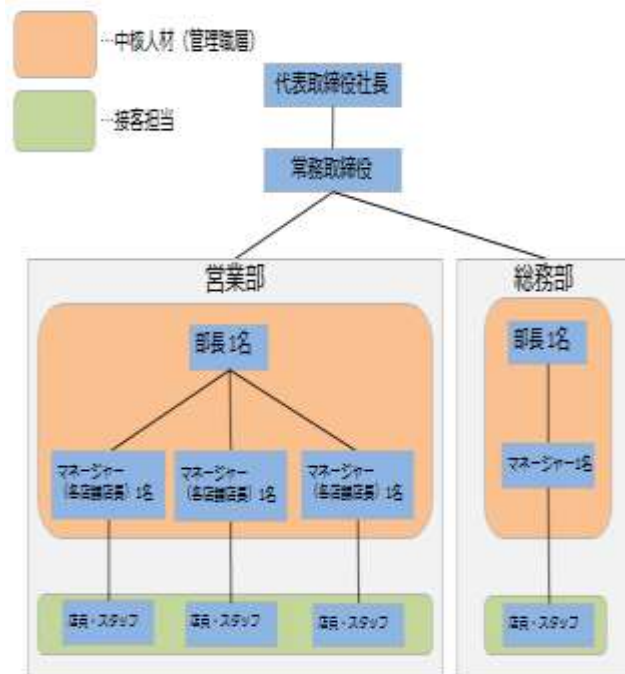 …中核人材（管理職層）
…接客担当
代表取締役社長
常務取締役
営業部
部長 1名
マネージャー
（各店舗店長）1名
マネージャー
（各店舗店長）1名
マネージャー
（各店舗店長）1名
店員・スタッフ
店員・スタッフ
店員・スタッフ
総務部
部長 1名
マネージャー1名
店員・スタッフ